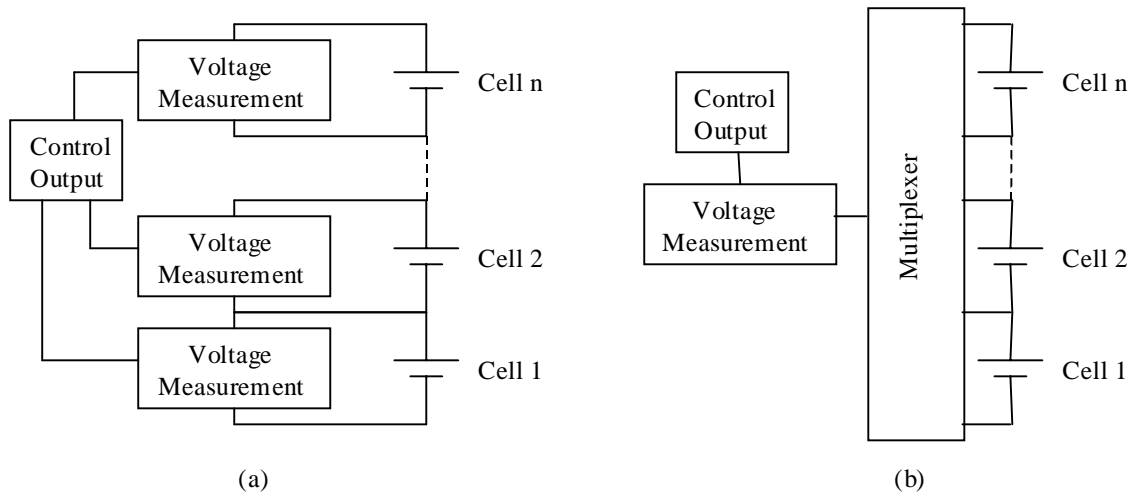 Voltage
Measurement
Cell n
Control
Output
Voltage
Measurement
Cell 2
Voltage
Measurement
Cell 1
(a)
Control
Output
Voltage
Measurement
Multiplexer
Cell n
Cell 2
Cell 1
(b)